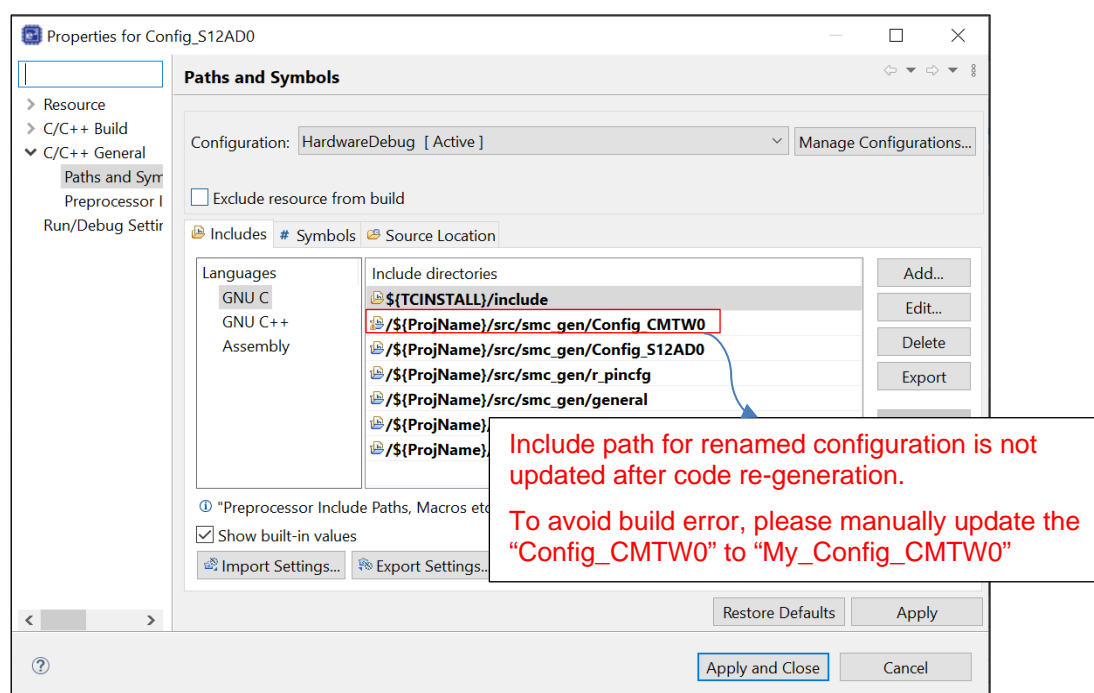 Properties for Config_S12AD0
Paths and Symbols
Resource
C/C++ Build
C/C++ General
Paths and Sym
Preprocessor I
Run/Debug Settin
Configuration: HardwareDebug [ Active ]
Manage Configurations...
Exclude resource from build
Includes # Symbols Source Location
Languages
GNU C
GNU C++
Assembly
Include directories
${TCINSTALL}/include
/${ProjName}/src/smc_gen/Config_CMTW0
/${ProjName}/src/smc_gen/Config_S12AD0
/${ProjName}/src/smc_gen/r_pincfg
/${ProjName}/src/smc_gen/general
/${ProjName}/
/${ProjName}/
Add...
Edit...
Delete
Export
"Preprocessor Include Paths, Macros etc
Show built-in values
Import Settings... Export Settings...
Include path for renamed configuration is not
updated after code re-generation.
To avoid build error, please manually update the
“Config_CMTW0” to “My_Config_CMTW0”
Restore Defaults Apply
Apply and Close Cancel